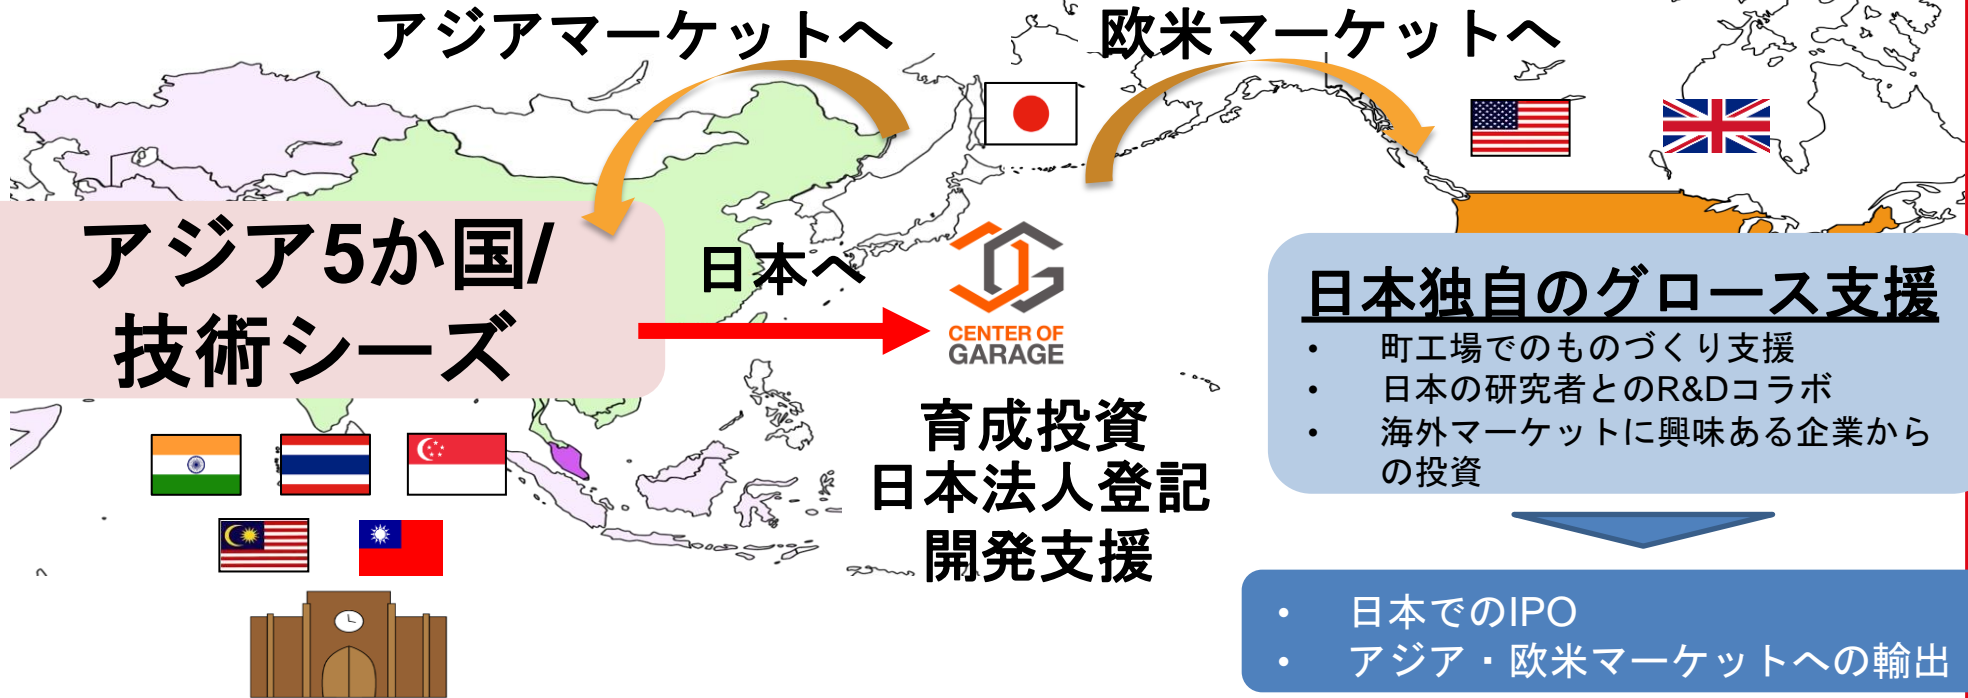 アジアマーケットへ
欧米マーケットへ
アジア5か国/
技術シーズ
日本へ
CENTER OF
GARAGE
育成投資
日本法人登記
開発支援
日本独自のグロース支援
• 町工場でのものづくり支援
• 日本の研究者とのR&Dコラボ
• 海外マーケットに興味ある企業から
の投資
• 日本でのIPO
• アジア・欧米マーケットへの輸出